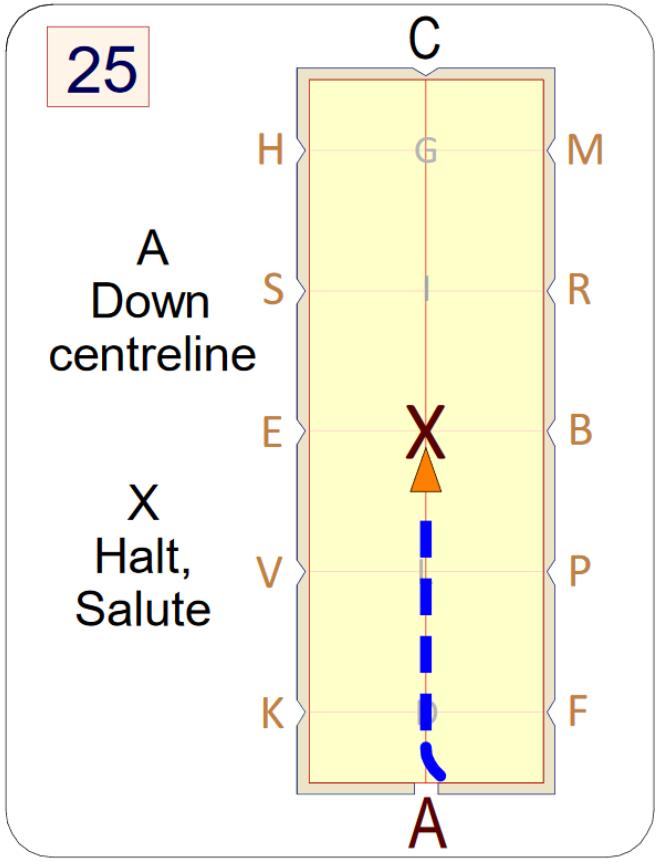 25
C
H G M
A
Down
centreline
S I R
E X B
X
Halt,
Salute
V L P
K D F
A